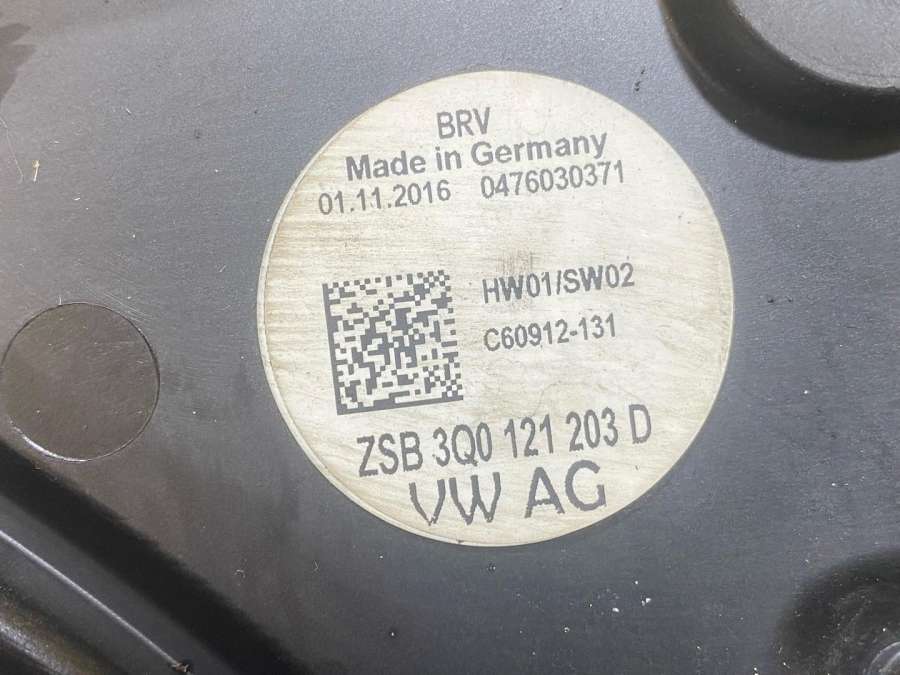 BRV
Made in Germany
01.11.2016 0476030371
HW01/SW02
C60912-131
ZSB 3Q0 121 203 D
VW AG